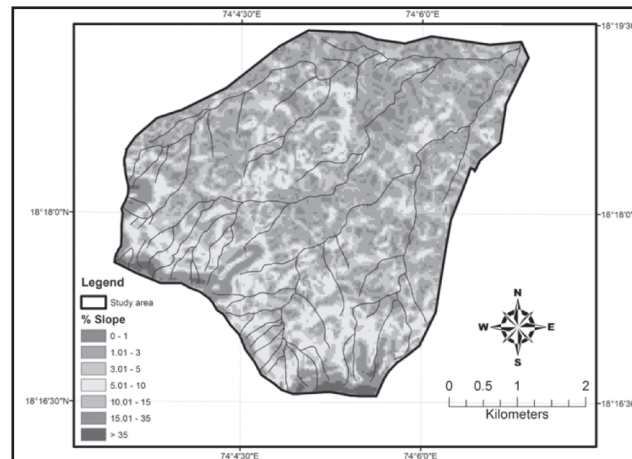 74°4'30"E 74°6'0"E
18°19'30
18°18'0"N 18°18'0"N
Legend
Study area
% Slope
0 - 1
1.01 - 3
3.01 - 5
5.01 - 10
10.01 - 15
15.01 - 35
> 35
N
W E
S
0 0.5 1 2
Kilometers
18°16'30"N 18°16'30
74°4'30"E 74°6'0"E